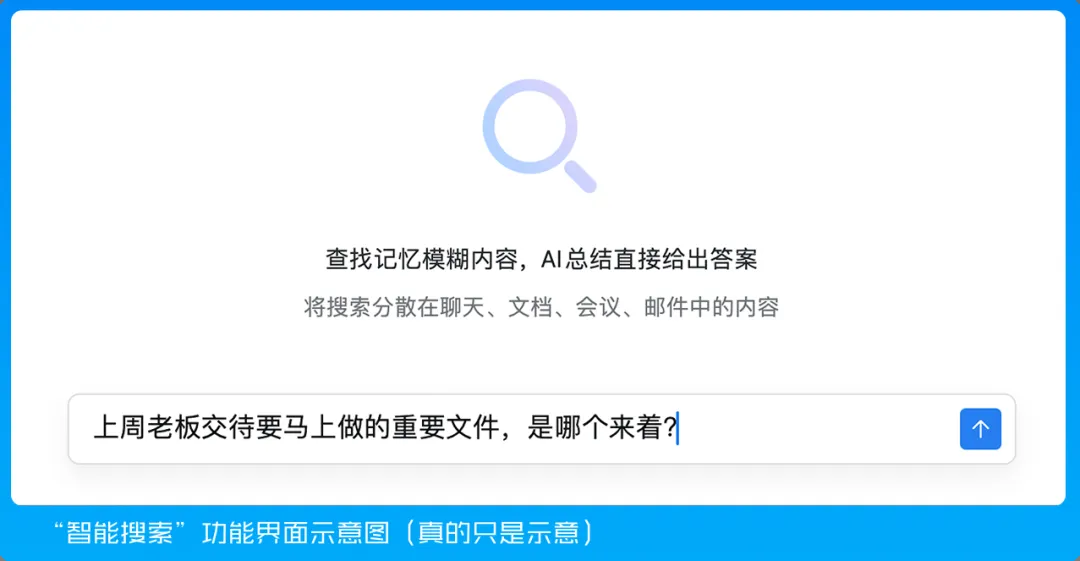 查找记忆模糊内容，AI总结直接给出答案
将搜索分散在聊天、文档、会议、邮件中的内容
上周老板交待要马上做的重要文件，是哪个来着?
“智能搜索”功能界面示意图（真的只是示意）